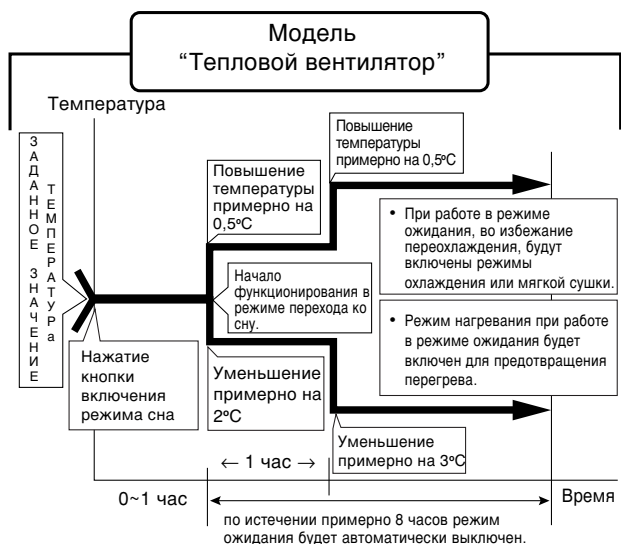 Модель
“Тепловой вентилятор”
Температура
ЗАДАННОЕ ЗНАЧЕНИЕ
ТЕМПЕРАТУРа
Повышение
температуры
примерно на
0,5ºC
Повышение
температуры
примерно на 0,5ºC
• При работе в режиме
ожидания, во избежание
переохлаждения, будут
включены режимы
охлаждения или мягкой сушки.
Начало
функционирования в
режиме перехода ко
сну.
• Режим нагревания при работе
в режиме ожидания будет
включен для предотвращения
перегрева.
Нажатие
кнопки
включения
режима сна
Уменьшение
примерно на
2ºC
Уменьшение
примерно на 3ºC
← 1 час →
0~1 час
Время
по истечении примерно 8 часов режим
ожидания будет автоматически выключен.